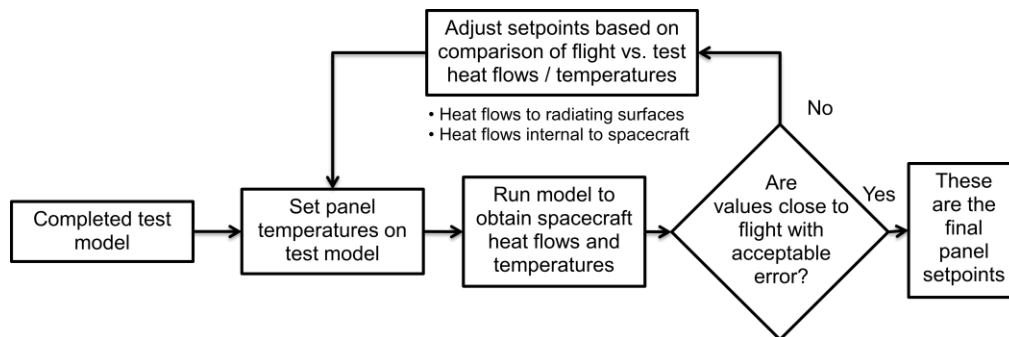 Adjust setpoints based on
comparison of flight vs. test
heat flows / temperatures
• Heat flows to radiating surfaces
• Heat flows internal to spacecraft
No
Completed test
model
Set panel
temperatures on
test model
Run model to
obtain spacecraft
heat flows and
temperatures
Are
values close to
flight with
acceptable
error?
Yes
These
are the
final
panel
setpoints